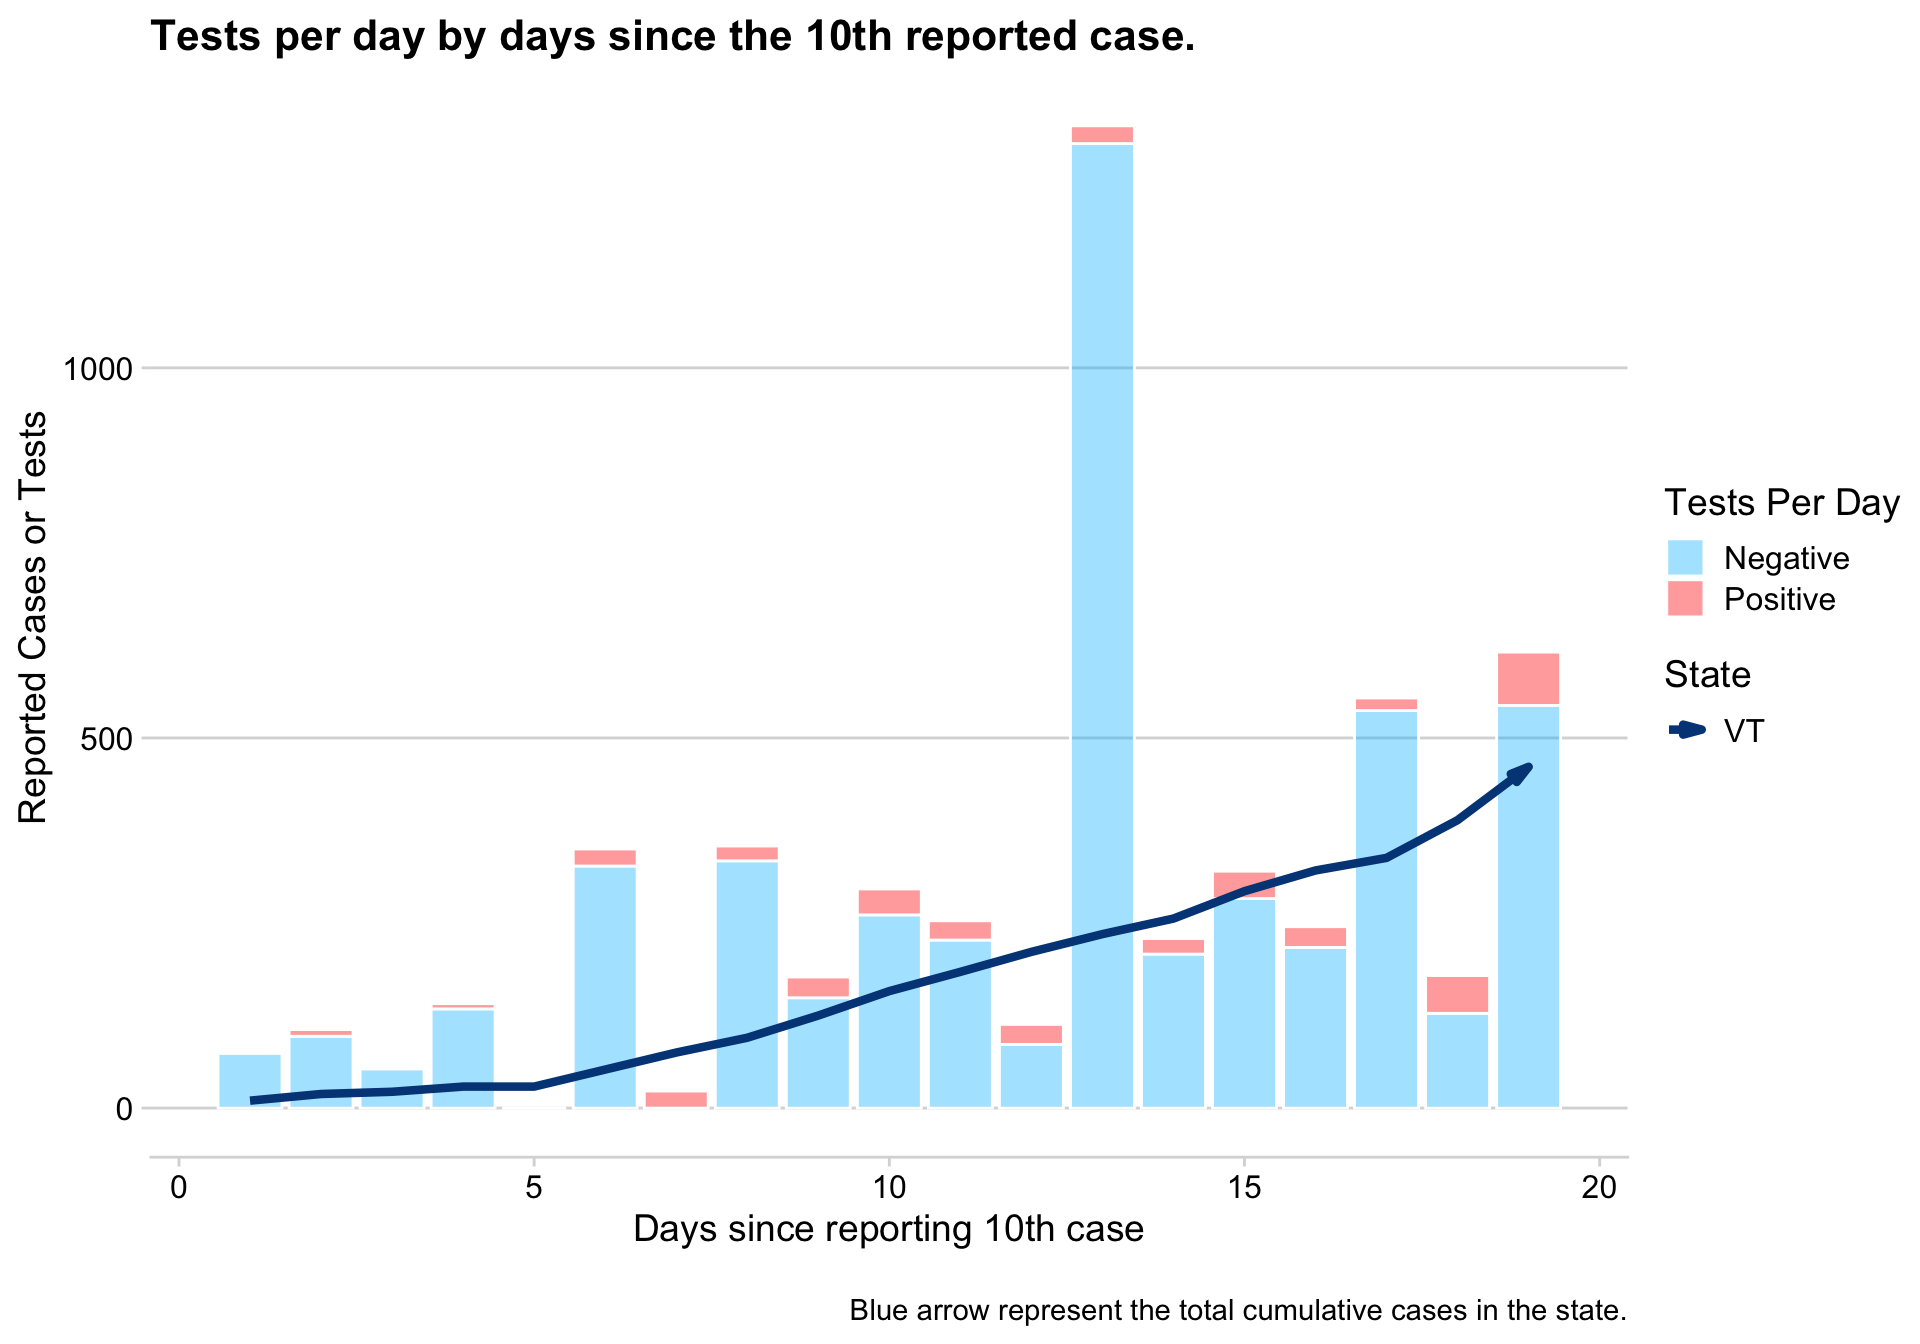 Tests per day by days since the 10th reported case.
Reported Cases or Tests
1000
500
0
0 5 10 15 20
Days since reporting 10th case
Tests Per Day
Negative
Positive
State
VT
Blue arrow represent the total cumulative cases in the state.